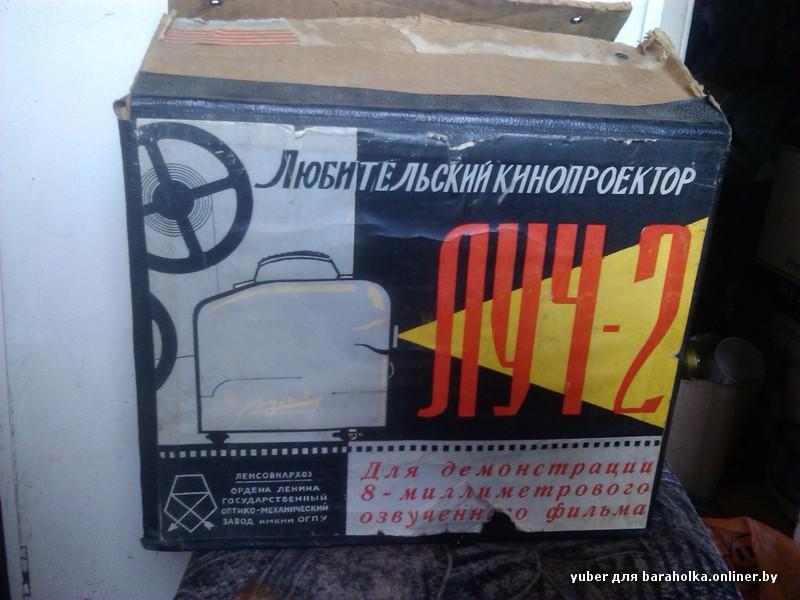 Любительский кинопроектор
ЛУЧ-2
ЛЕНСОВНАРХОЗ
ОРДЕНА ЛЕНИНА
ГОСУДАРСТВЕННЫЙ
ОПТИКО-МЕХАНИЧЕСКИЙ
ЗАВОД ИМЕНИ ОГПУ
Для демонстрации
8-миллиметрового
озвученного фильма
yuber для baraholka.onliner.by